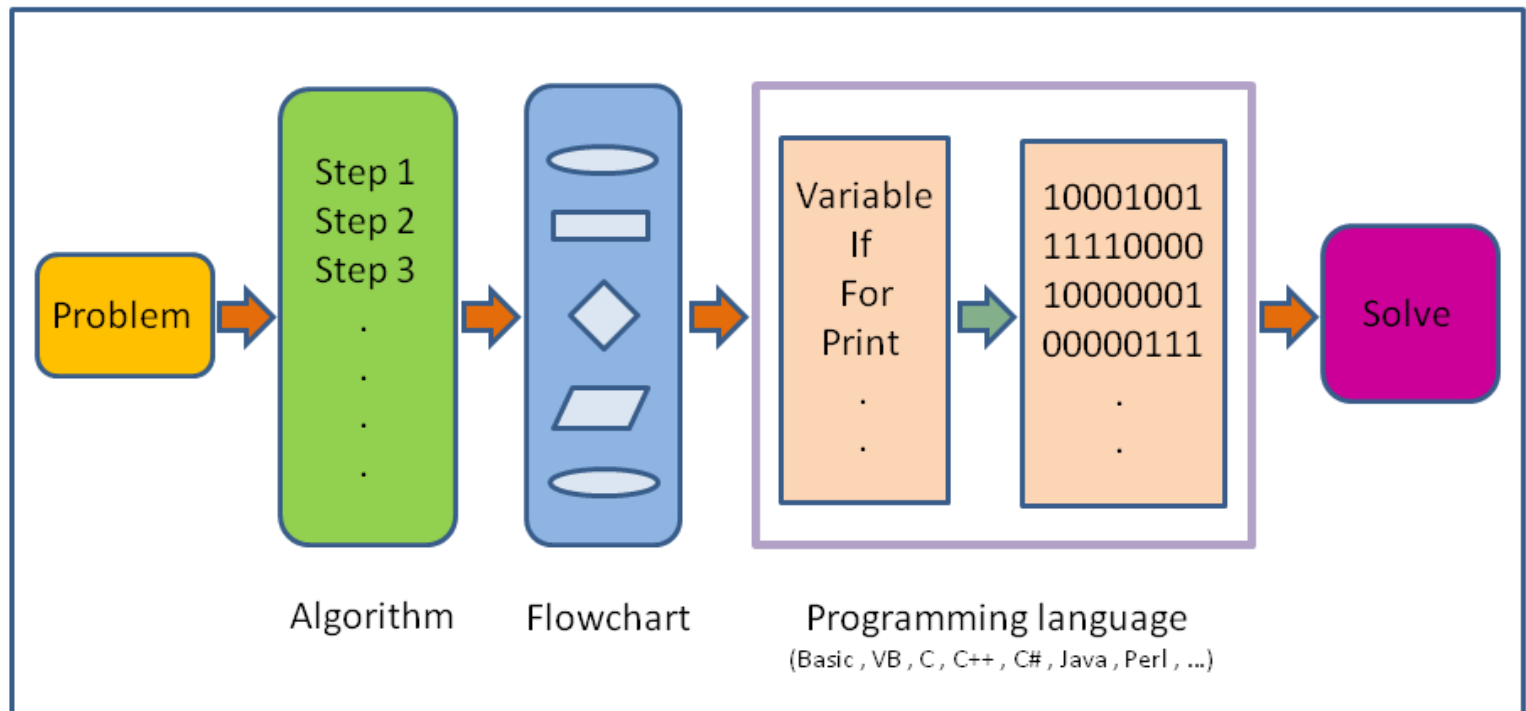 Problem
Step 1
Step 2
Step 3
.
.
.
.
Algorithm
Flowchart
Variable
If
For
Print
.
.
10001001
11110000
10000001
00000111
.
.
Programming language
(Basic , VB , C , C++ , C# , Java , Perl , ...)
Solve